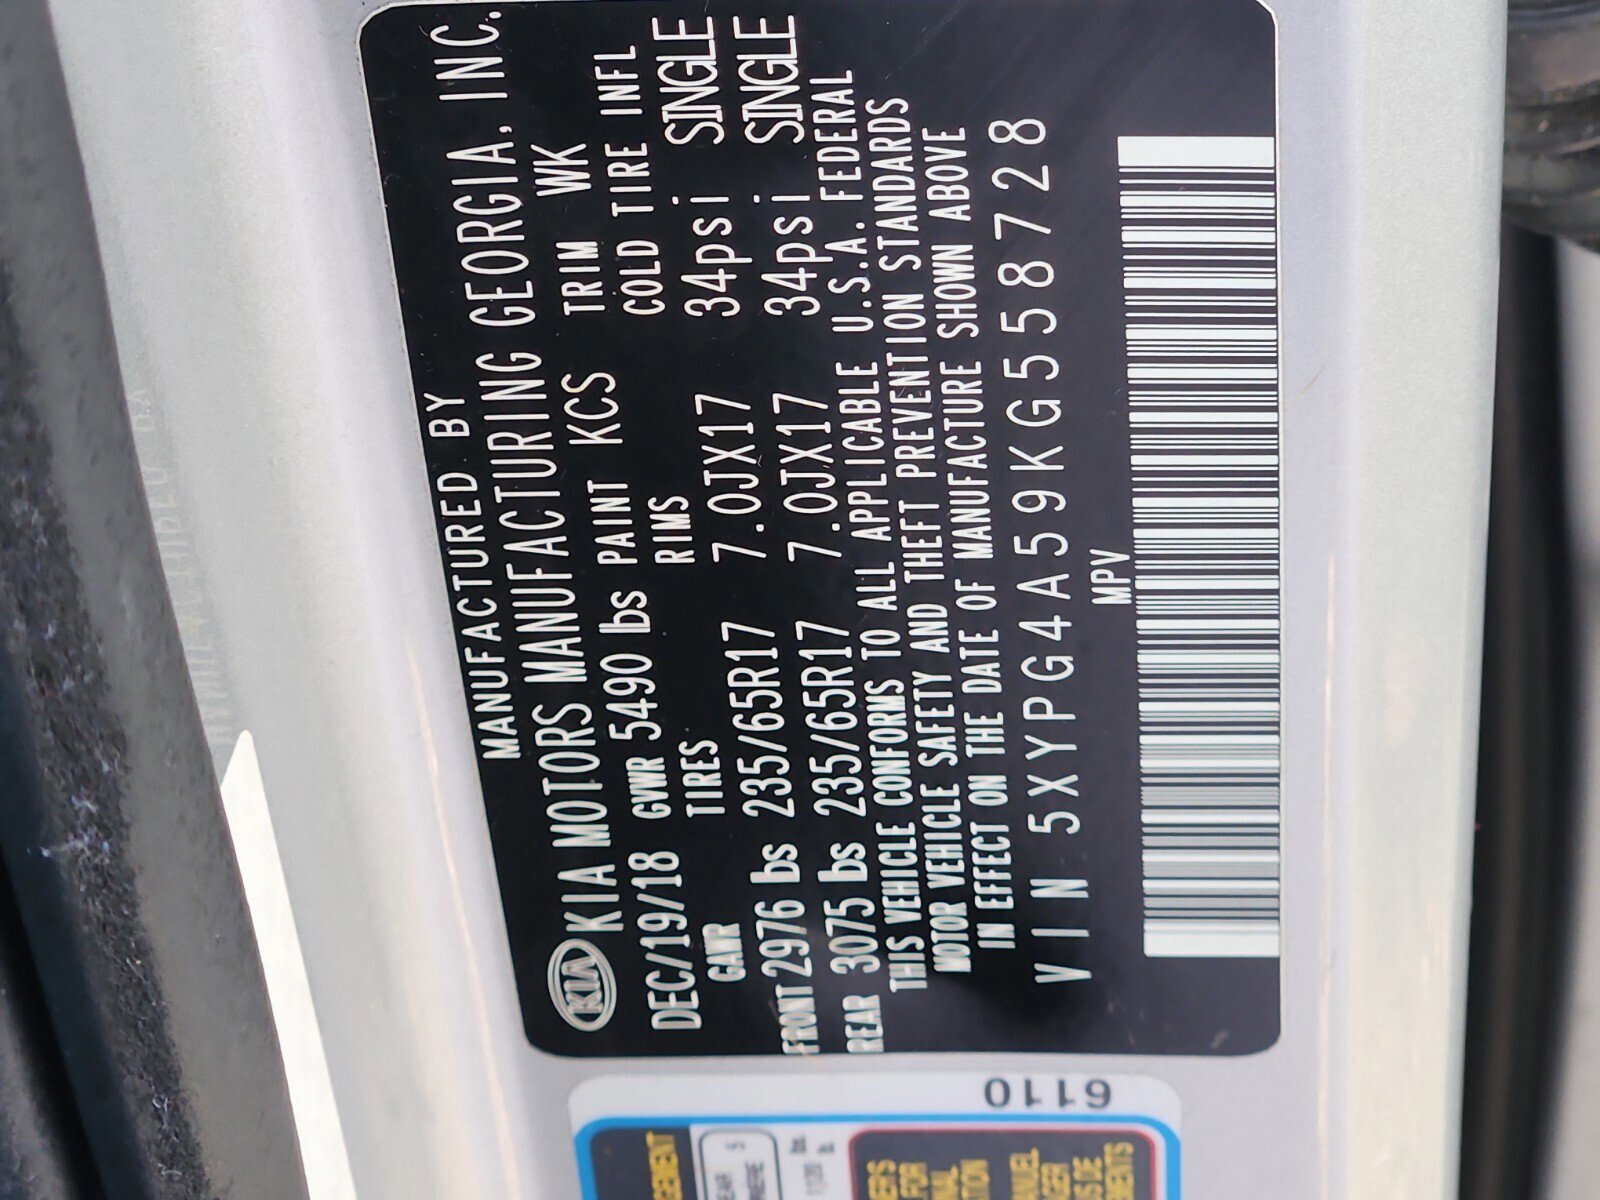 MANUFACTURED BY
KIA KIA MOTORS MANUFACTURING GEORGIA, INC.
DEC/19/18 GVWR 5490 lbs PAINT KCS TRIM WK
GAWR TIRES RIMS COLD TIRE INFL
FRONT 2976 lbs 235/65R17 7.0JX17 34psi SINGLE
REAR 3075 lbs 235/65R17 7.0JX17 34psi SINGLE
THIS VEHICLE CONFORMS TO ALL APPLICABLE U.S.A. FEDERAL
MOTOR VEHICLE SAFETY AND THEFT PREVENTION STANDARDS
IN EFFECT ON THE DATE OF MANUFACTURE SHOWN ABOVE
VIN 5XYPG4A59KG558728
MPV
6110